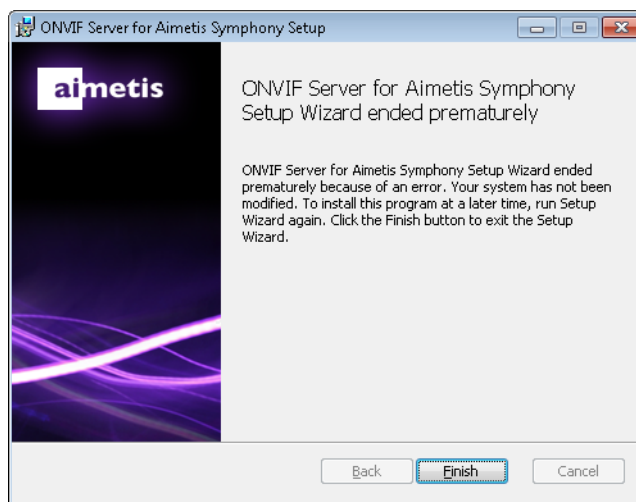 ONVIF Server for Aimetis Symphony Setup
aimetis
ONVIF Server for Aimetis Symphony
Setup Wizard ended prematurely
ONVIF Server for Aimetis Symphony Setup Wizard ended
prematurely because of an error. Your system has not been
modified. To install this program at a later time, run Setup
Wizard again. Click the Finish button to exit the Setup
Wizard.
Back Finish Cancel